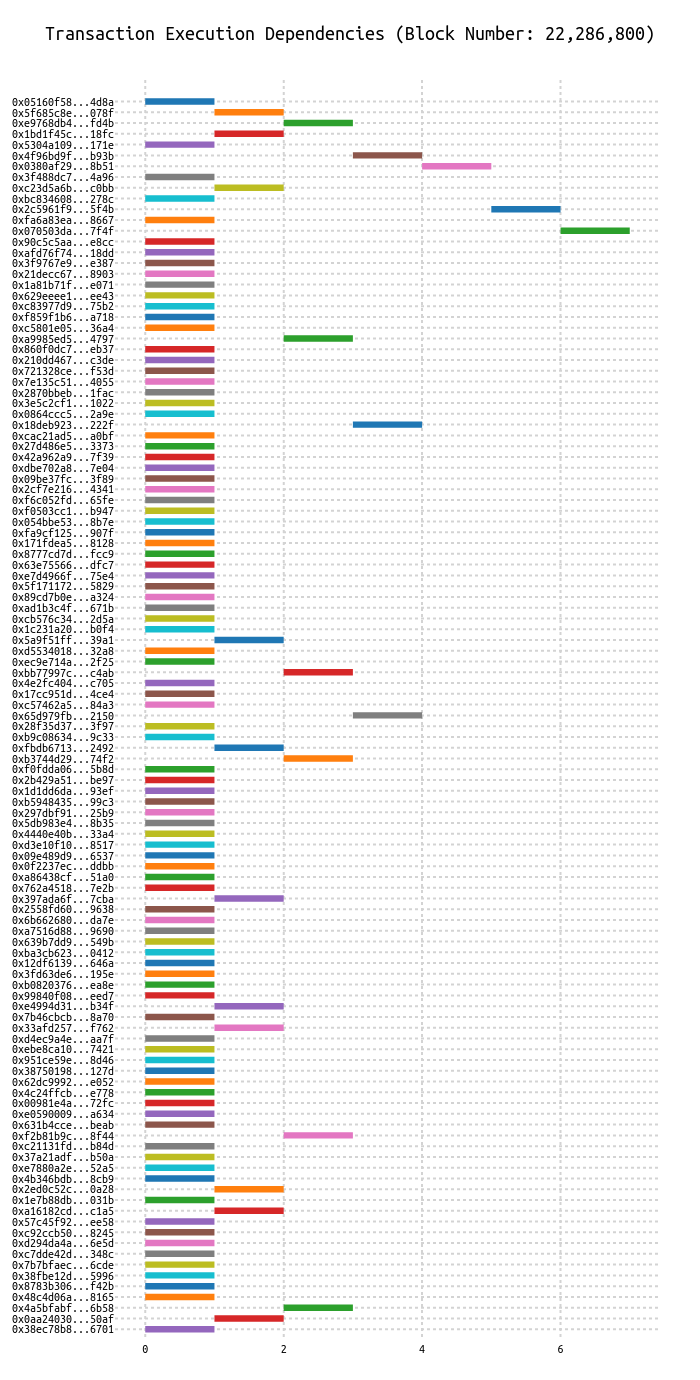 Transaction Execution Dependencies (Block Number: 22,286,800)
0x05160f58...4d8a
0x5f685c8e...078f
0xe9768db4...fd4b
0x1bd1f45c...18fc
0x5304a109...171e
0x4f96bd9f...b93b
0x0380af29...8b51
0x3f488dc7...4a96
0xc23d5a6b...c0bb
0xbc834608...278c
0x2c5961f9...5f4b
0xfa6a83ea...8667
0x070503da...7f4f
0x90c5c5aa...e8cc
0xafd76f74...18dd
0x3f9767e9...e387
0x21decc67...8903
0x1a81b71f...e071
0x629eeee1...ee43
0xc83977d9...75b2
0xf859f1b6...a718
0xc5801e05...36a4
0xa9985ed5...4797
0x860f0dc7...eb37
0x210dd467...c3de
0x721328ce...f53d
0x7e135c51...4055
0x2870bbeb...1fac
0x3e5c2cf1...1022
0x0864ccc5...2a9e
0x18deb923...222f
0xcac21ad5...a0bf
0x27d486e5...3373
0x42a962a9...7f39
0xdbe702a8...7e04
0x09be37fc...3f89
0x2cf7e216...4341
0xf6c052fd...65fe
0xf0503cc1...b947
0x054bbe53...8b7e
0xfa9cf125...907f
0x171fdea5...8128
0x8777cd7d...fcc9
0x63e75566...dfc7
0xe7d4966f...75e4
0x5f171172...5829
0x89cd7b0e...a324
0xad1b3c4f...671b
0xcb576c34...2d5a
0x1c231a20...b0f4
0x5a9f51ff...39a1
0xd5534018...32a8
0xec9e714a...2f25
0xbb77997c...c4ab
0x4e2fc404...c705
0x17cc951d...4ce4
0xc57462a5...84a3
0x65d979fb...2150
0x28f35d37...3f97
0xb9c08634...9c33
0xfbdb6713...2492
0xb3744d29...74f2
0xf0fdda06...5b8d
0x2b429a51...be97
0x1d1dd6da...93ef
0xb5948435...99c3
0x297dbf91...25b9
0x5db983e4...8b35
0x4440e40b...33a4
0xd3e10f10...8517
0x09e489d9...6537
0x0f2237ec...ddbb
0xa86438cf...51a0
0x762a4518...7e2b
0x397ada6f...7cba
0x2558fd60...9638
0x6b662680...da7e
0xa7516d88...9690
0x639b7dd9...549b
0xba3cb623...0412
0x12df6139...646a
0x3fd63de6...195e
0xb0820376...ea8e
0x99840f08...eed7
0xe4994d31...b34f
0x7b46cbcb...8a70
0x33afd257...f762
0xd4ec9a4e...aa7f
0xebe8ca10...7421
0x951ce59e...8d46
0x38750198...127d
0x62dc9992...e052
0x4c24ffcb...e778
0x00981e4a...72fc
0xe0590009...a634
0x631b4cce...beab
0xf2b81b9c...8f44
0xc21131fd...b84d
0x37a21adf...b50a
0xe7880a2e...52a5
0x4b346bdb...8cb9
0x2ed0c52c...0a28
0x1e7b88db...031b
0xa16182cd...c1a5
0x57c45f92...ee58
0xc92ccb50...8245
0xd294da4a...6e5d
0xc7dde42d...348c
0x7b7bfaec...6cde
0x38fbe12d...5996
0x8783b306...f42b
0x48c4d06a...8165
0x4a5bfabf...6b58
0x0aa24030...50af
0x38ec78b8...6701
0 2 4 6